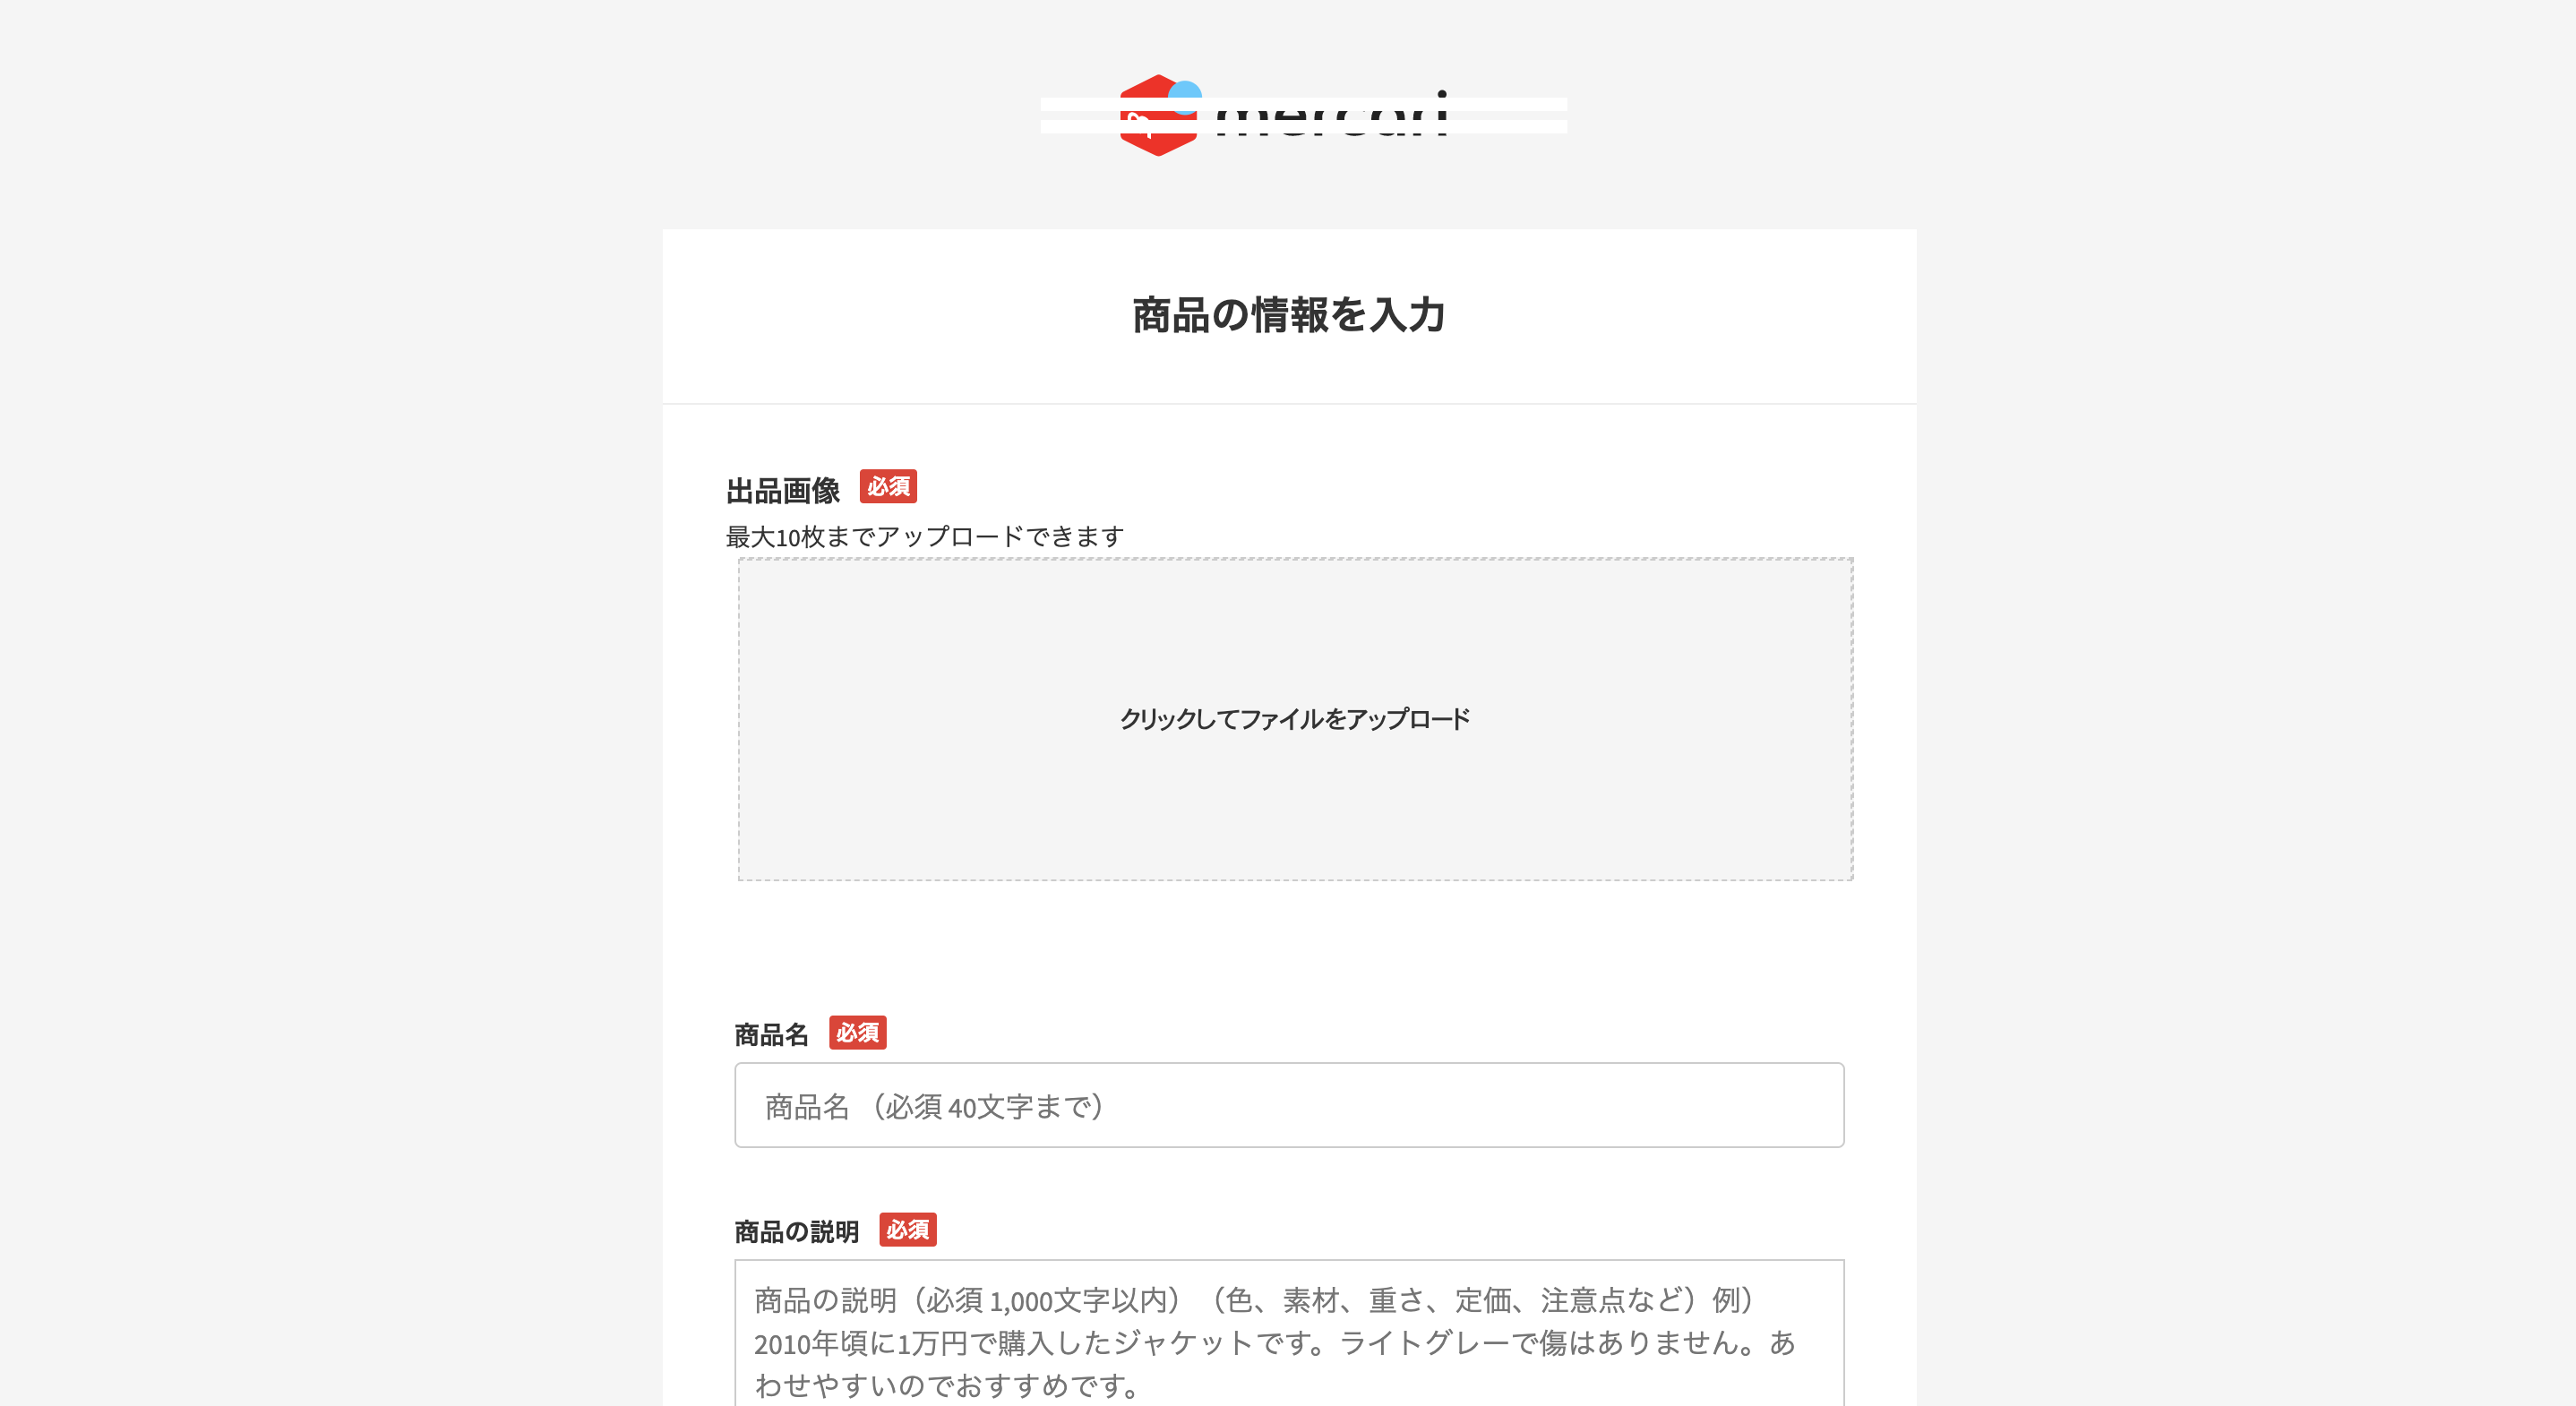 mercari
商品の情報を入力
出品画像 必須
最大10枚までアップロードできます
クリックしてファイルをアップロード
商品名 必須
商品名 （必須 40文字まで）
商品の説明 必須
商品の説明（必須 1,000文字以内）（色、素材、重さ、定価、注意点など）例）
2010年頃に1万円で購入したジャケットです。ライトグレーで傷はありません。あ
わせやすいのでおすすめです。